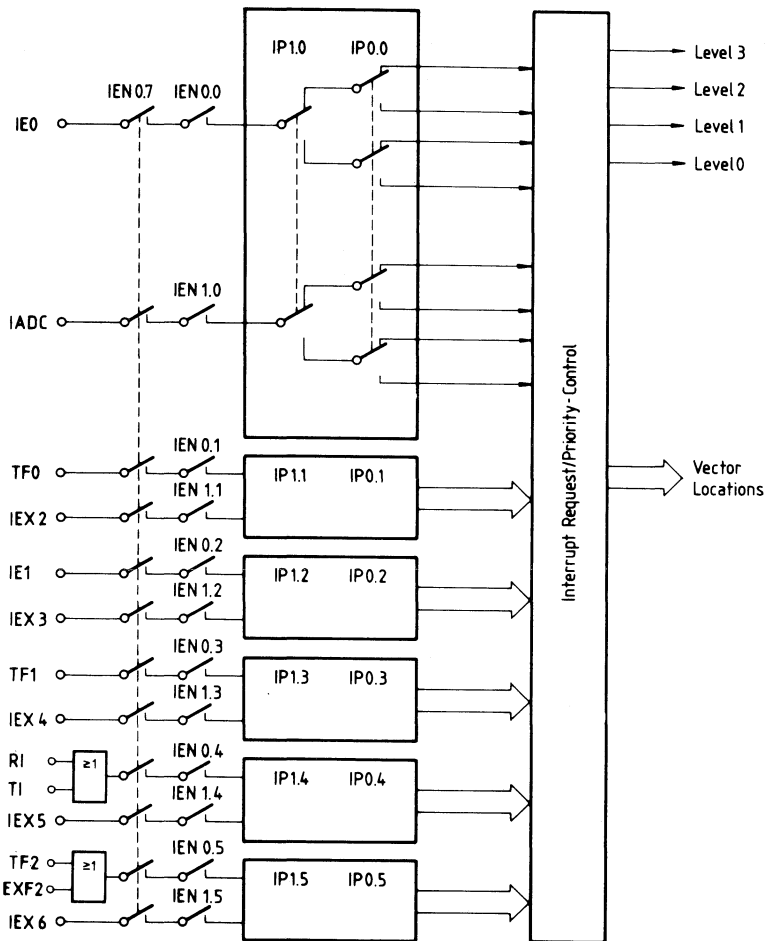 IP1.0 IP0.0
IEN 0.7 IEN 0.0
IE0
Level 3
Level 2
Level 1
Level 0
IEN 1.0
IADC
Interrupt Request/Priority-Control
IEN 0.1
TF0
IP1.1 IP0.1
IEN 1.1
IEX 2
Vector
Locations
IEN 0.2
IE1
IP1.2 IP0.2
IEN 1.2
IEX 3
IEN 0.3
TF1
IP1.3 IP0.3
IEN 1.3
IEX 4
IEN 0.4
RI
≥1
TI
IP1.4 IP0.4
IEN 1.4
IEX 5
IEN 0.5
TF2
≥1
EXF2
IP1.5 IP0.5
IEN 1.5
IEX 6